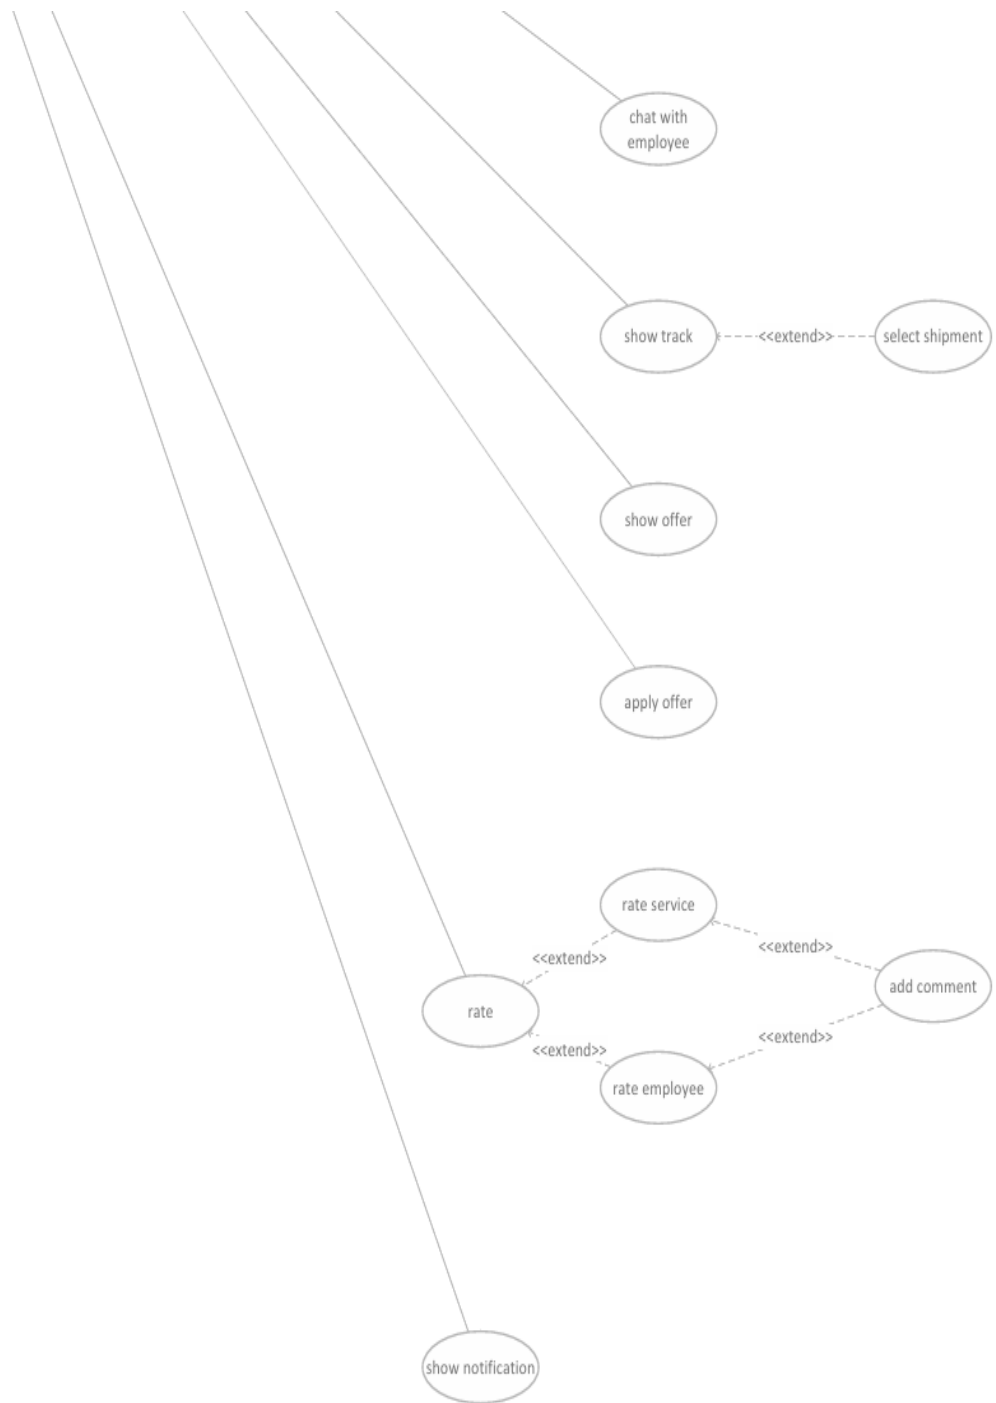 chat with
employee
show track
<<extend>>
select shipment
show offer
apply offer
rate service
<<extend>>
<<extend>>
add comment
rate
<<extend>>
<<extend>>
rate employee
show notification